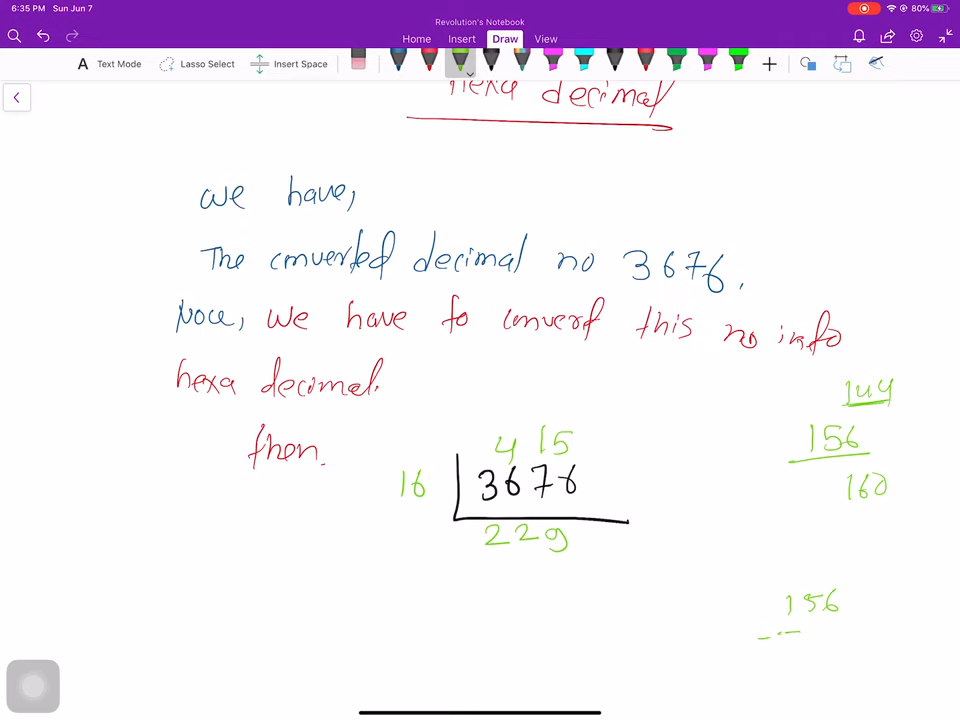 6:35 PM Sun Jun 7
80%
Revolution's Notebook
Home Insert Draw View
A Text Mode Lasso Select Insert Space
Hexa decimal
we have,
The converted decimal no 3676.
Now, we have to convert this no into
hexa decimal.
then.
144
156
160
4 15
16 3676
229
156